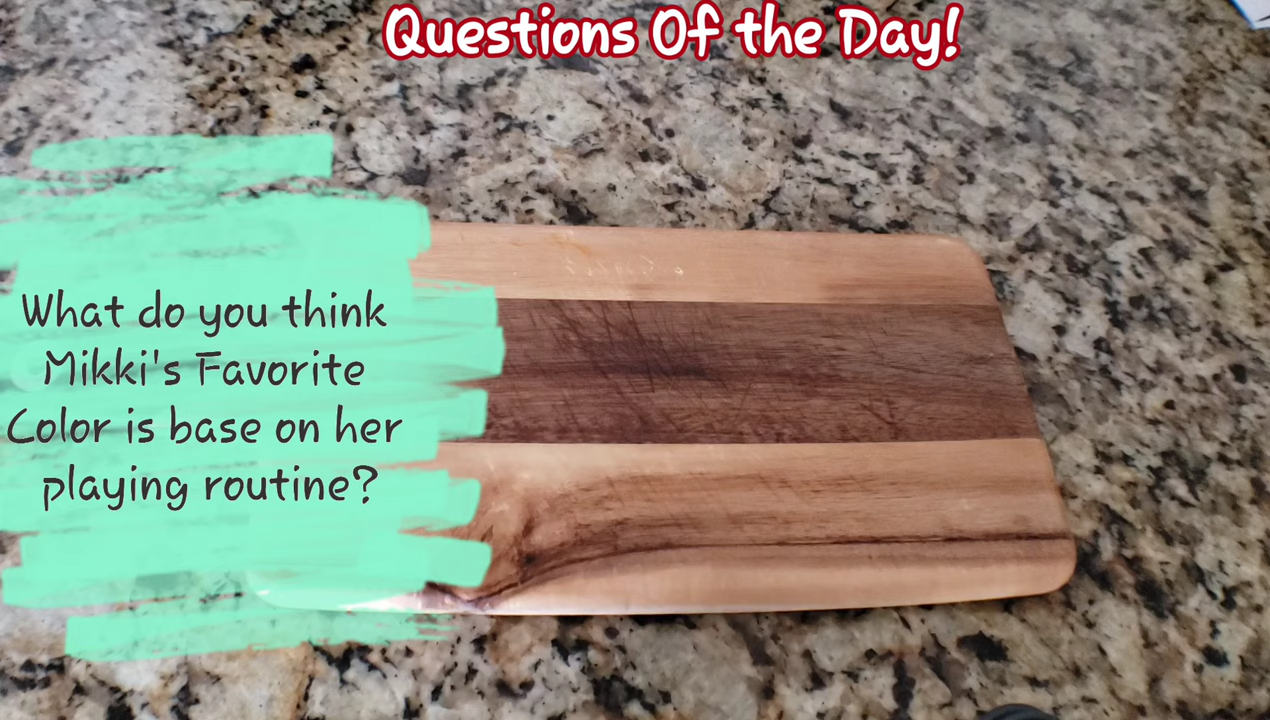 Questions Of the Day!
What do you think
Mikki's Favorite
Color is base on her
playing routine?